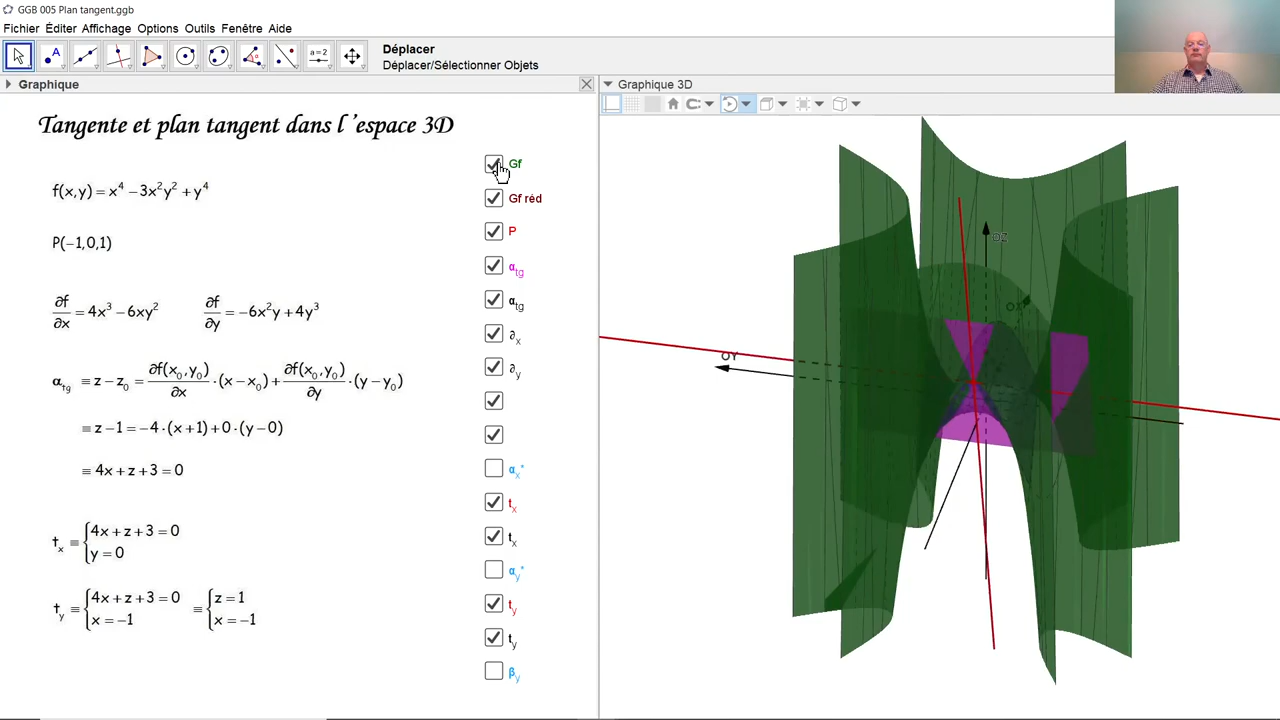 GGB 005 Plan tangent.ggb
Fichier Éditer Affichage Options Outils Fenêtre Aide
A
a=2
Déplacer
Déplacer/Sélectionner Objets
Graphique
Graphique 3D
Tangente et plan tangent dans l 'espace 3D
f(x,y) = x⁴ −3x²y² +y⁴
P(−1,0,1)
∂f/∂x = 4x³ −6xy² ∂f/∂y = −6x²y +4y³
α_tg ≡ z−z₀ = ∂f(x₀,y₀)/∂x ·(x−x₀)+ ∂f(x₀,y₀)/∂y ·(y−y₀)
≡ z−1 = −4·(x+1)+0·(y−0)
≡ 4x+z+3 = 0
t_x ≡ {4x+z+3 = 0
y = 0
t_y ≡ {4x+z+3 = 0 ≡ {z = 1
x = −1 x = −1
Gf
Gf réd
P
α_tg
α_tg
∂_x
∂_y
α_x*
t_x
t_x
α_y*
t_y
t_y
β_y
OZ
OX
OY